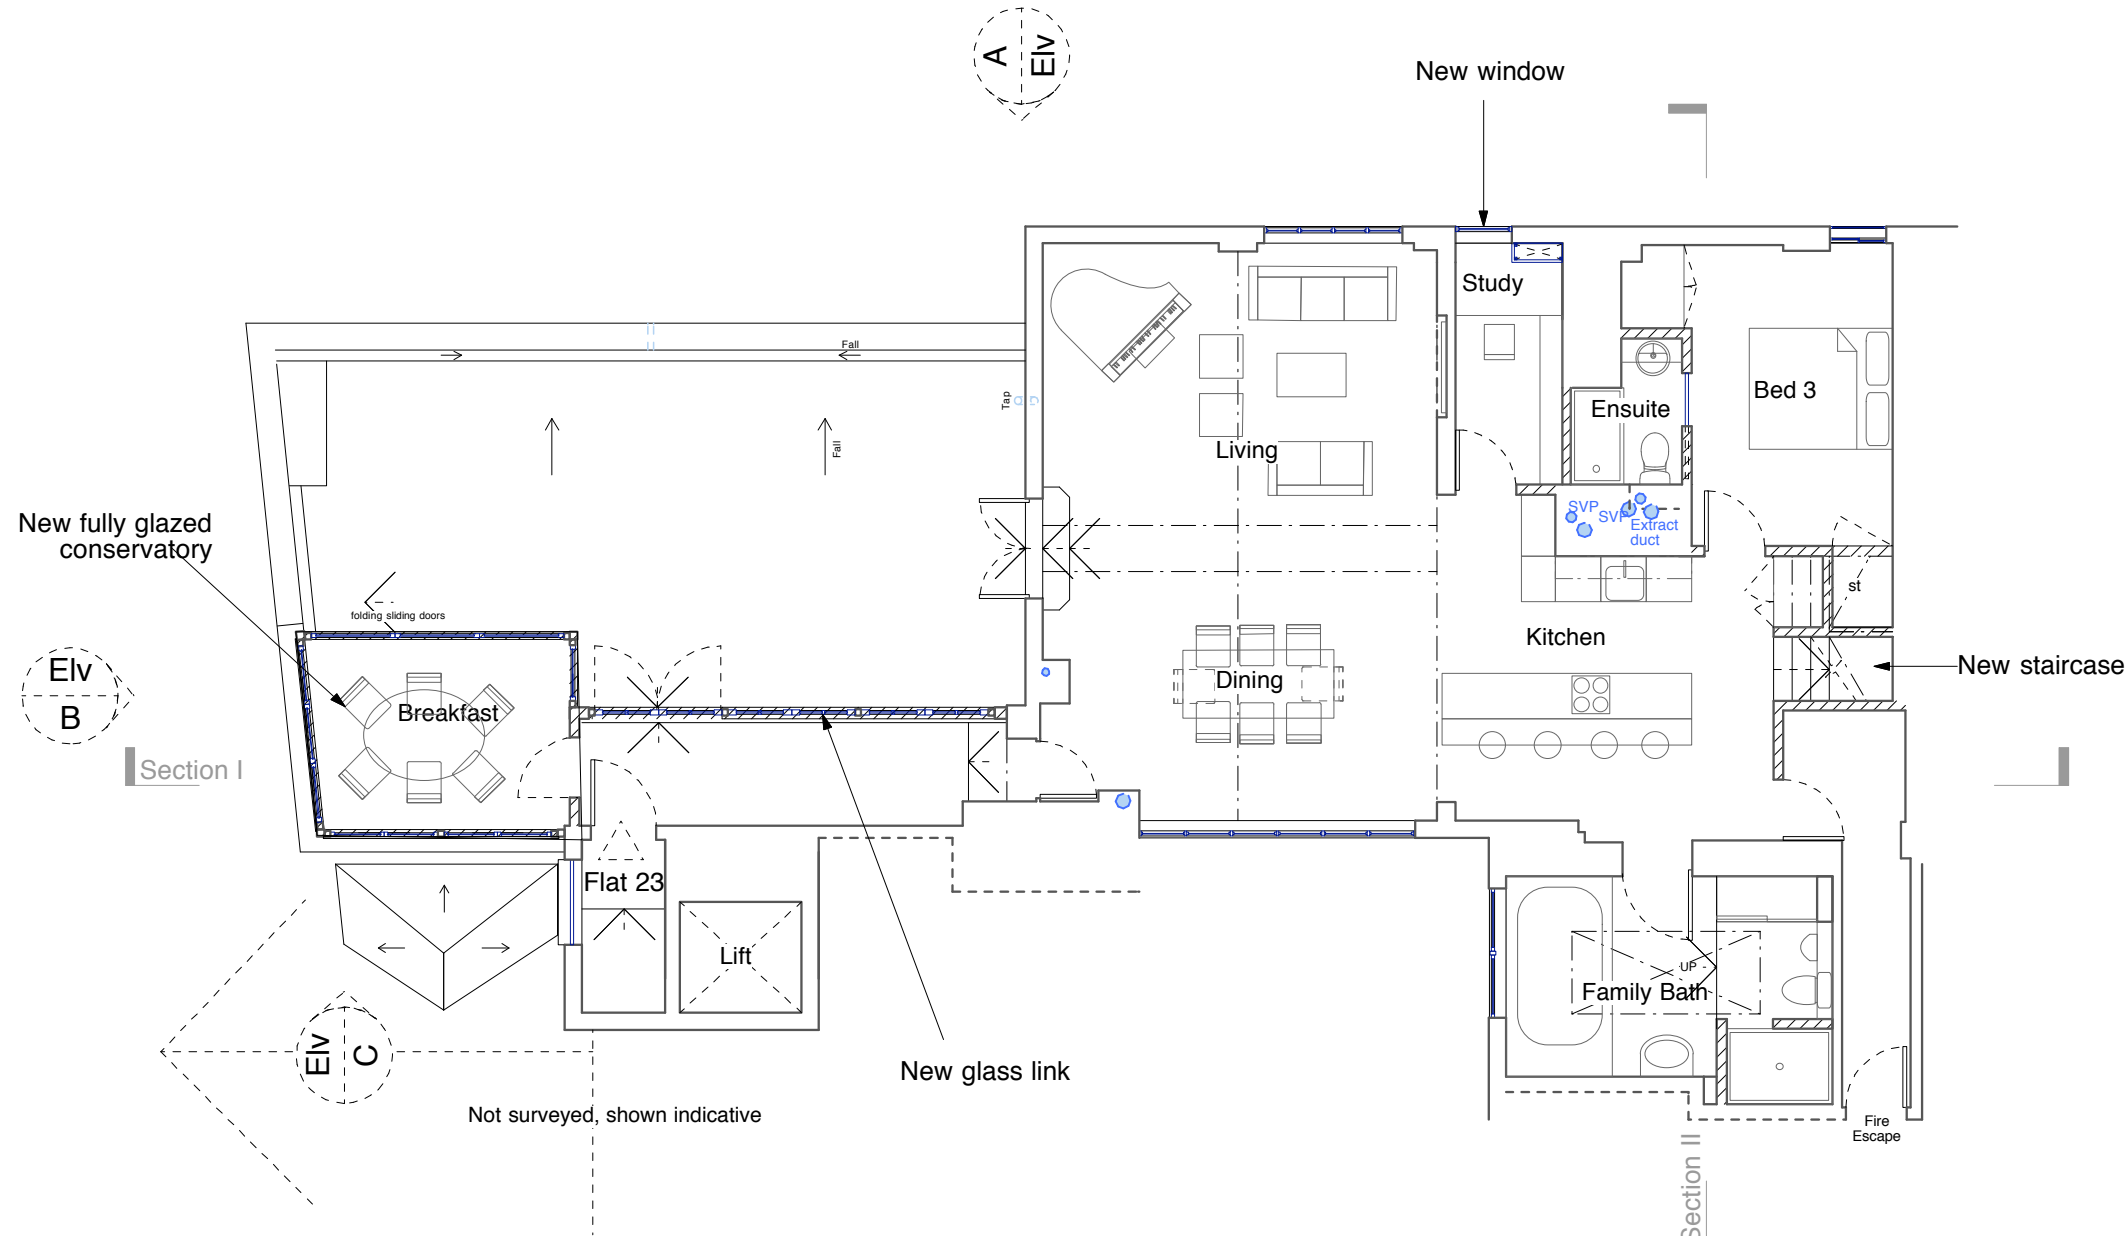 A
Elv
New window
Study
Fall
Tap
Bed 3
Ensuite
Living
Fall
New fully glazed
conservatory
SVP
SVP
Extract
duct
st
folding sliding doors
Kitchen
Elv
B
New staircase
Dining
Breakfast
Section I
Flat 23
Lift
UP
Family Bath
Elv
C
New glass link
Not surveyed, shown indicative
Fire
Escape
Section II